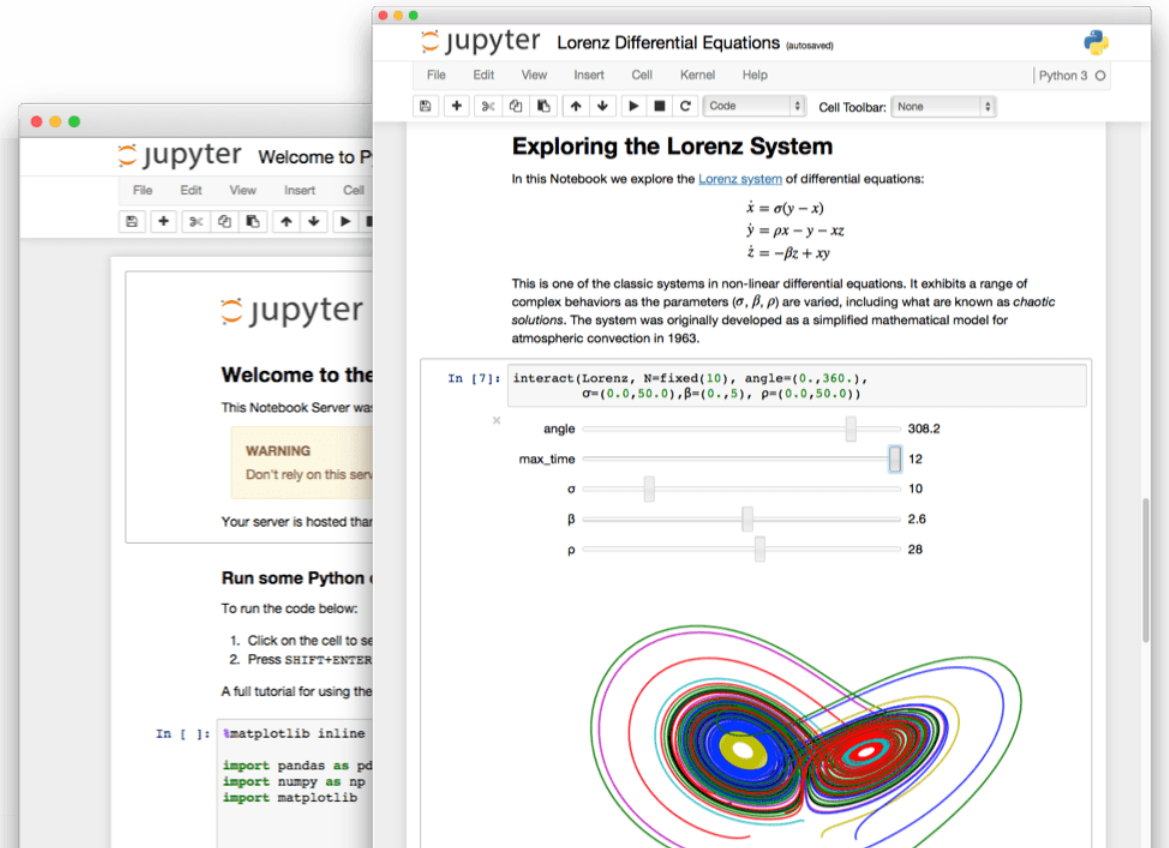 jupyter Lorenz Differential Equations (autosaved)
File Edit View Insert Cell Kernel Help Python 3
Code Cell Toolbar: None
Exploring the Lorenz System
In this Notebook we explore the Lorenz system of differential equations:
ẋ = σ(y − x)
ẏ = ρx − y − xz
ż = −βz + xy
This is one of the classic systems in non-linear differential equations. It exhibits a range of
complex behaviors as the parameters (σ, β, ρ) are varied, including what are known as chaotic
solutions. The system was originally developed as a simplified mathematical model for
atmospheric convection in 1963.
In [7]: interact(Lorenz, N=fixed(10), angle=(0.,360.),
σ=(0.0,50.0),β=(0.,5), ρ=(0.0,50.0))
angle 308.2
max_time 12
σ 10
β 2.6
ρ 28
jupyter Welcome to P
File Edit View Insert Cell
jupyter
Welcome to the
This Notebook Server was
WARNING
Don't rely on this serv
Your server is hosted than
Run some Python
To run the code below:
1. Click on the cell to se
2. Press SHIFT+ENTER
A full tutorial for using the
In [ ]: %matplotlib inline
import pandas as pd
import numpy as np
import matplotlib